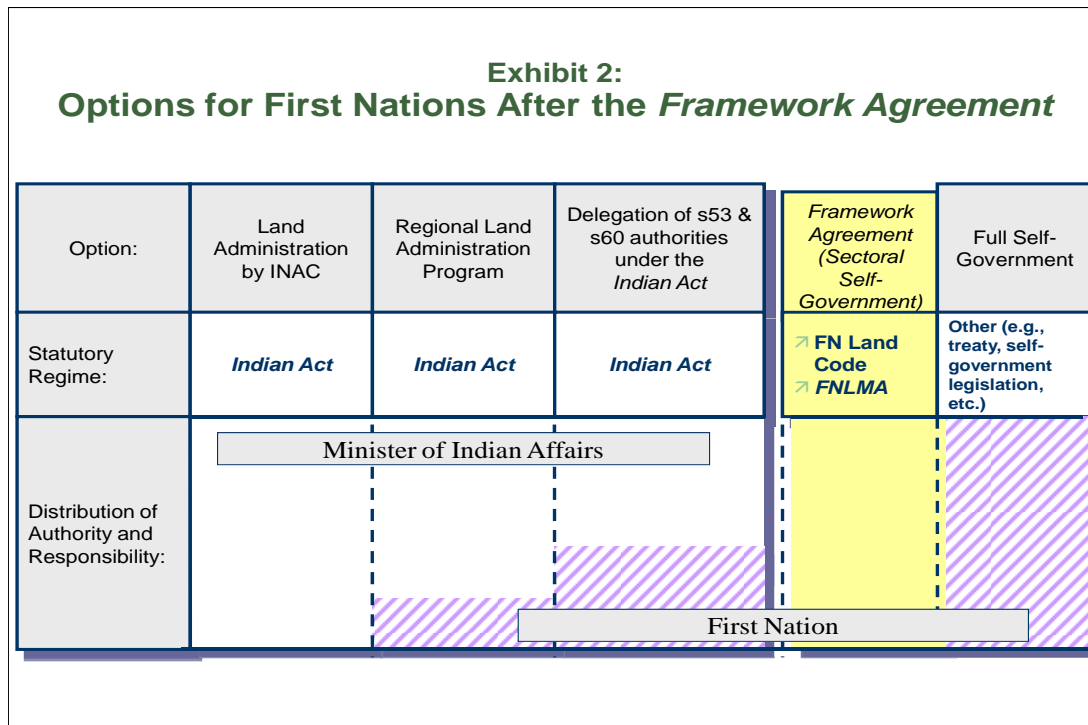 Exhibit 2:
Options for First Nations After the Framework Agreement
Option:
Land
Administration
by INAC
Regional Land
Administration
Program
Delegation of s53 &
s60 authorities
under the
Indian Act
Framework
Agreement
(Sectoral
Self-
Government)
Full Self-
Government
Statutory
Regime:
Indian Act
Indian Act
Indian Act
FN Land
Code
FNLMA
Other (e.g.,
treaty, self-
government
legislation,
etc.)
Distribution of
Authority and
Responsibility:
Minister of Indian Affairs
First Nation